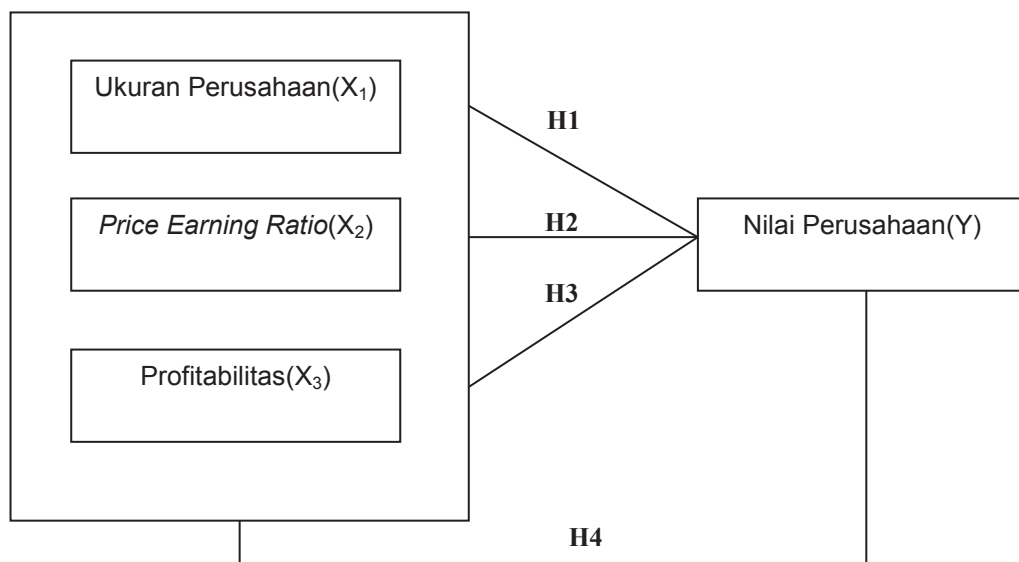 Ukuran Perusahaan(X₁)
H1
Price Earning Ratio(X₂)
H2
Nilai Perusahaan(Y)
H3
Profitabilitas(X₃)
H4